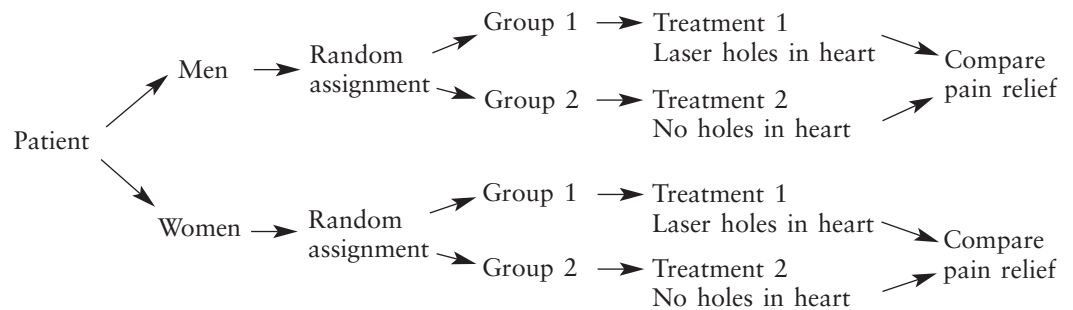 Patient
Men
Random
assignment
Group 1
Treatment 1
Laser holes in heart
Group 2
Treatment 2
No holes in heart
Compare
pain relief
Women
Random
assignment
Group 1
Treatment 1
Laser holes in heart
Group 2
Treatment 2
No holes in heart
Compare
pain relief